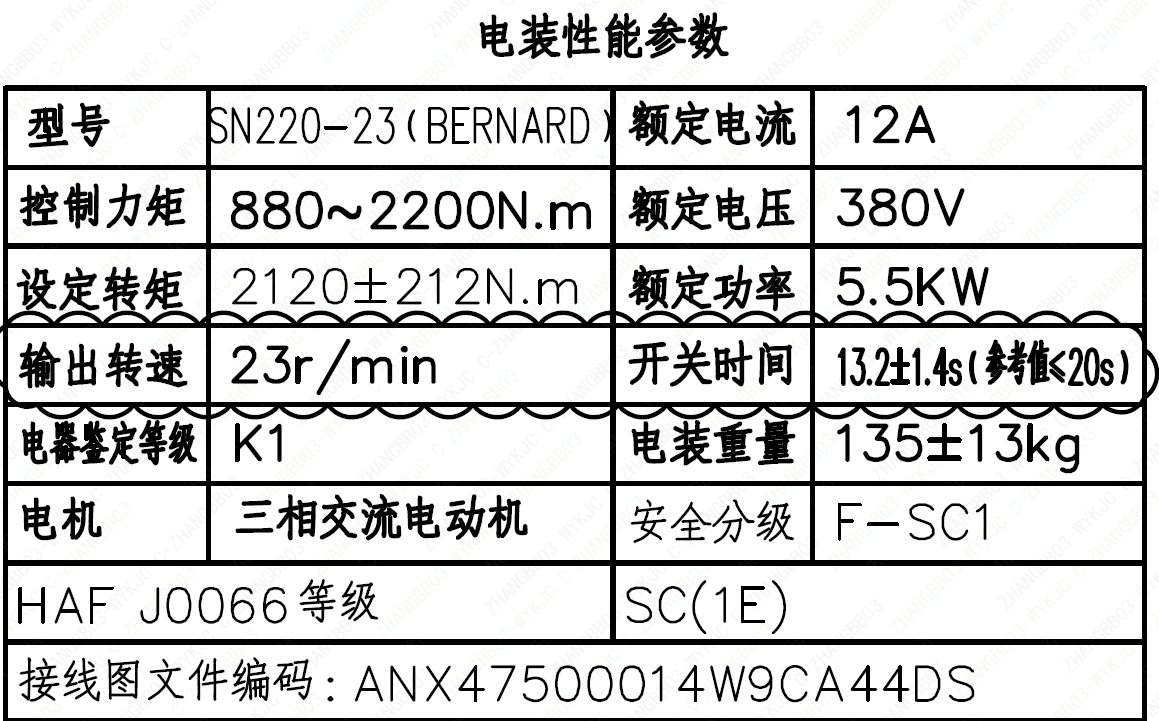 电装性能参数
型号 SN220-23(BERNARD) 额定电流 12A
控制力矩 880~2200N.m 额定电压 380V
设定转矩 2120±212N.m 额定功率 5.5KW
输出转速 23r/min 开关时间 13.2±1.4s(参考值≤20s)
电器鉴定等级 K1 电装重量 135±13kg
电机 三相交流电动机 安全分级 F-SC1
HAF J0066等级 SC(1E)
接线图文件编码: ANX47500014W9CA44DS